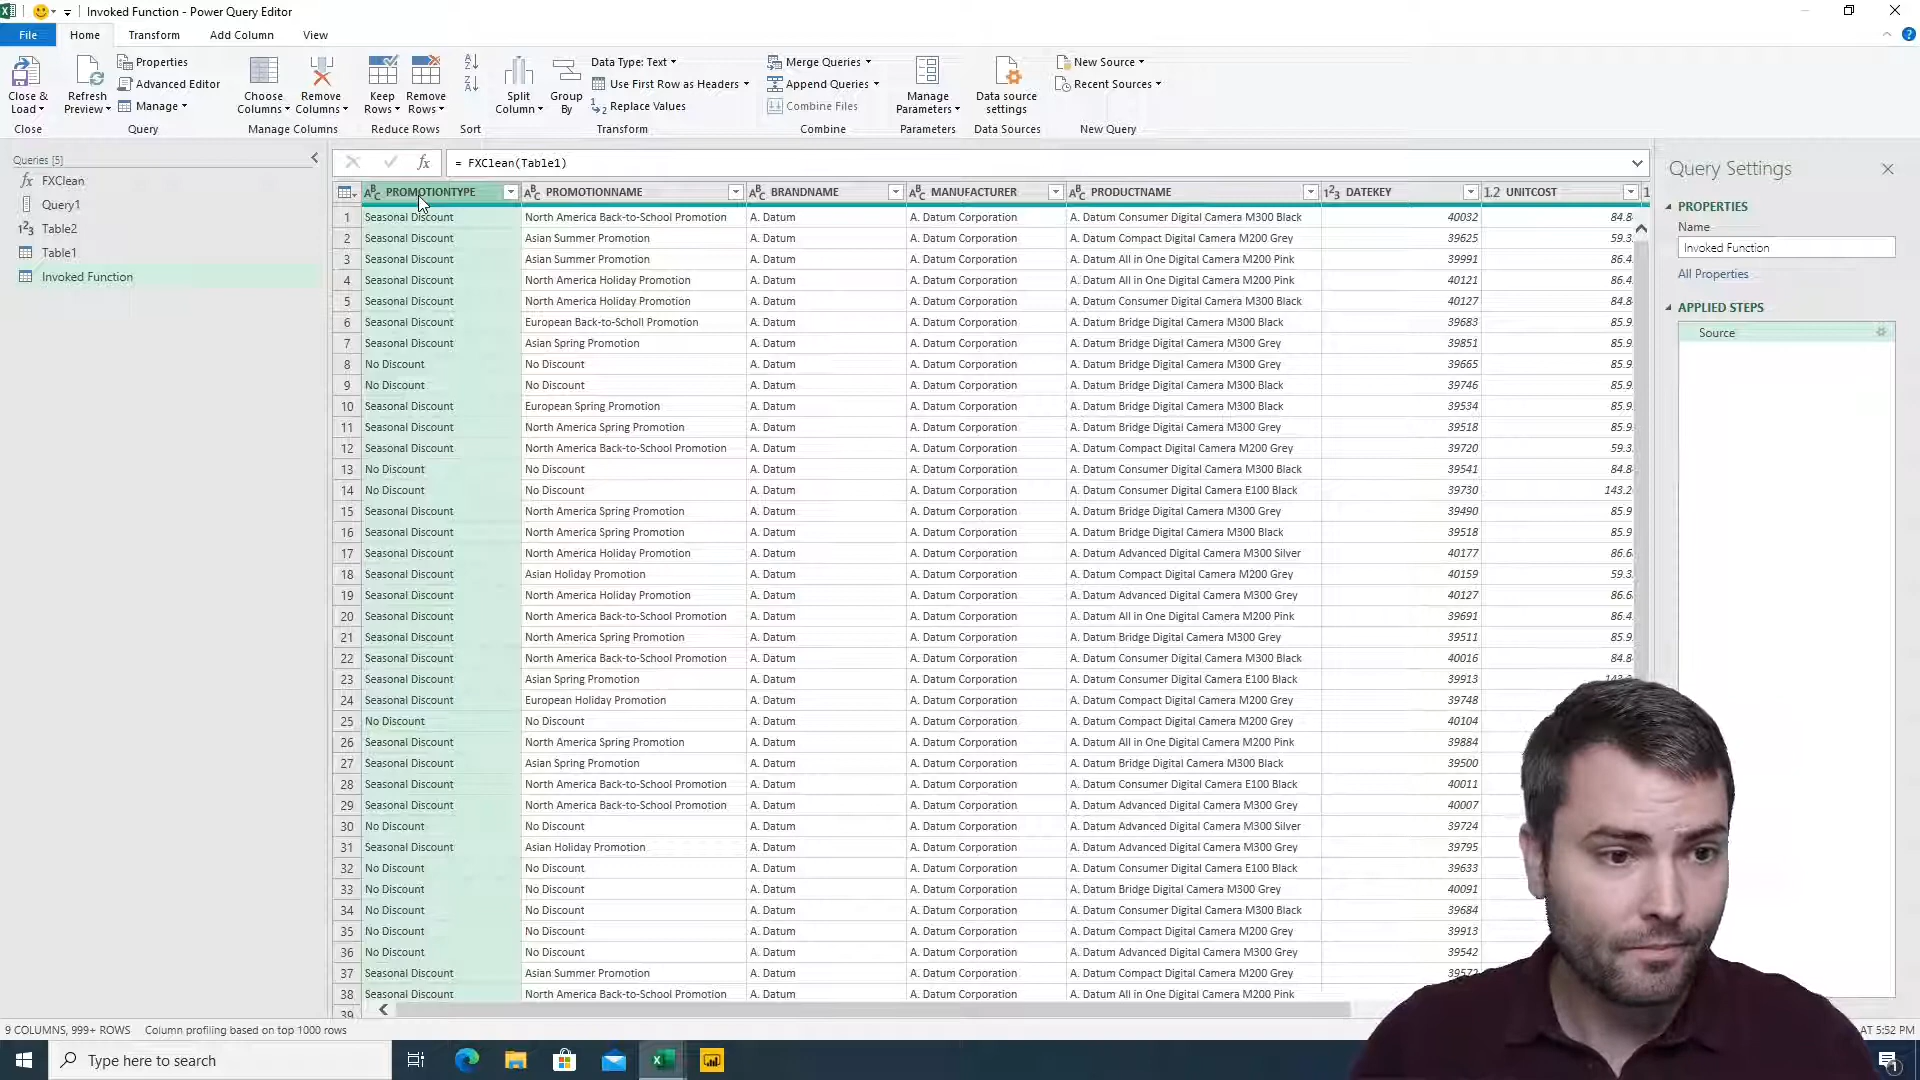 Invoked Function - Power Query Editor
File Home Transform Add Column View
Close & Load
Close
Refresh Preview
Properties
Advanced Editor
Manage
Query
Choose Columns
Remove Columns
Manage Columns
Keep Rows
Remove Rows
Reduce Rows
Sort
Split Column
Group By
Data Type: Text
Use First Row as Headers
Replace Values
Transform
Merge Queries
Append Queries
Combine Files
Combine
Manage Parameters
Parameters
Data source settings
Data Sources
New Source
Recent Sources
New Query
Queries [5]
fx FXClean
Query1
123 Table2
Table1
Invoked Function
fx = FXClean(Table1)
ABC PROMOTIONTYPE ABC PROMOTIONNAME ABC BRANDNAME ABC MANUFACTURER ABC PRODUCTNAME 123 DATEKEY 1.2 UNITCOST
1 Seasonal Discount North America Back-to-School Promotion A. Datum A. Datum Corporation A. Datum Consumer Digital Camera M300 Black 40032 84.8
2 Seasonal Discount Asian Summer Promotion A. Datum A. Datum Corporation A. Datum Compact Digital Camera M200 Grey 39625 59.3
3 Seasonal Discount Asian Summer Promotion A. Datum A. Datum Corporation A. Datum All in One Digital Camera M200 Pink 39991 86.4
4 Seasonal Discount North America Holiday Promotion A. Datum A. Datum Corporation A. Datum All in One Digital Camera M200 Pink 40121 86.4
5 Seasonal Discount North America Holiday Promotion A. Datum A. Datum Corporation A. Datum Consumer Digital Camera M300 Black 40127 84.8
6 Seasonal Discount European Back-to-Scholl Promotion A. Datum A. Datum Corporation A. Datum Bridge Digital Camera M300 Black 39683 85.9
7 Seasonal Discount Asian Spring Promotion A. Datum A. Datum Corporation A. Datum Bridge Digital Camera M300 Grey 39851 85.9
8 No Discount No Discount A. Datum A. Datum Corporation A. Datum Bridge Digital Camera M300 Grey 39665 85.9
9 No Discount No Discount A. Datum A. Datum Corporation A. Datum Bridge Digital Camera M300 Black 39746 85.9
10 Seasonal Discount European Spring Promotion A. Datum A. Datum Corporation A. Datum Bridge Digital Camera M300 Black 39534 85.9
11 Seasonal Discount North America Spring Promotion A. Datum A. Datum Corporation A. Datum Bridge Digital Camera M300 Grey 39518 85.9
12 Seasonal Discount North America Back-to-School Promotion A. Datum A. Datum Corporation A. Datum Compact Digital Camera M200 Grey 39720 59.3
13 No Discount No Discount A. Datum A. Datum Corporation A. Datum Consumer Digital Camera M300 Black 39541 84.8
14 No Discount No Discount A. Datum A. Datum Corporation A. Datum Consumer Digital Camera E100 Black 39730 143.2
15 Seasonal Discount North America Spring Promotion A. Datum A. Datum Corporation A. Datum Bridge Digital Camera M300 Grey 39490 85.9
16 Seasonal Discount North America Spring Promotion A. Datum A. Datum Corporation A. Datum Bridge Digital Camera M300 Black 39518 85.9
17 Seasonal Discount North America Holiday Promotion A. Datum A. Datum Corporation A. Datum Advanced Digital Camera M300 Silver 40177 86.6
18 Seasonal Discount Asian Holiday Promotion A. Datum A. Datum Corporation A. Datum Compact Digital Camera M200 Grey 40159 59.3
19 Seasonal Discount North America Holiday Promotion A. Datum A. Datum Corporation A. Datum Advanced Digital Camera M300 Grey 40127 86.6
20 Seasonal Discount North America Back-to-School Promotion A. Datum A. Datum Corporation A. Datum All in One Digital Camera M200 Pink 39691 86.4
21 Seasonal Discount North America Spring Promotion A. Datum A. Datum Corporation A. Datum Bridge Digital Camera M300 Grey 39511 85.9
22 Seasonal Discount North America Back-to-School Promotion A. Datum A. Datum Corporation A. Datum Consumer Digital Camera M300 Black 40016 84.8
23 Seasonal Discount Asian Spring Promotion A. Datum A. Datum Corporation A. Datum Consumer Digital Camera E100 Black 39913
24 Seasonal Discount European Holiday Promotion A. Datum A. Datum Corporation A. Datum Compact Digital Camera M200 Grey 39748
25 No Discount No Discount A. Datum A. Datum Corporation A. Datum Compact Digital Camera M200 Grey 40104
26 Seasonal Discount North America Spring Promotion A. Datum A. Datum Corporation A. Datum All in One Digital Camera M200 Pink 39884
27 Seasonal Discount Asian Spring Promotion A. Datum A. Datum Corporation A. Datum Bridge Digital Camera M300 Black 39500
28 Seasonal Discount North America Back-to-School Promotion A. Datum A. Datum Corporation A. Datum Consumer Digital Camera E100 Black 40011
29 Seasonal Discount North America Back-to-School Promotion A. Datum A. Datum Corporation A. Datum Advanced Digital Camera M300 Grey 40007
30 No Discount No Discount A. Datum A. Datum Corporation A. Datum Advanced Digital Camera M300 Silver 39724
31 Seasonal Discount Asian Holiday Promotion A. Datum A. Datum Corporation A. Datum Advanced Digital Camera M300 Grey 39795
32 No Discount No Discount A. Datum A. Datum Corporation A. Datum Consumer Digital Camera E100 Black 39633
33 No Discount No Discount A. Datum A. Datum Corporation A. Datum Bridge Digital Camera M300 Grey 40091
34 No Discount No Discount A. Datum A. Datum Corporation A. Datum Consumer Digital Camera M300 Black 39684
35 No Discount No Discount A. Datum A. Datum Corporation A. Datum Compact Digital Camera M200 Grey 39913
36 No Discount No Discount A. Datum A. Datum Corporation A. Datum Advanced Digital Camera M300 Grey 39542
37 Seasonal Discount Asian Summer Promotion A. Datum A. Datum Corporation A. Datum Compact Digital Camera M200 Grey 39572
38 Seasonal Discount North America Back-to-School Promotion A. Datum A. Datum Corporation A. Datum All in One Digital Camera M200 Pink
39
Query Settings
PROPERTIES
Name
Invoked Function
All Properties
APPLIED STEPS
Source
9 COLUMNS, 999+ ROWS Column profiling based on top 1000 rows
AT 5:52 PM
Type here to search